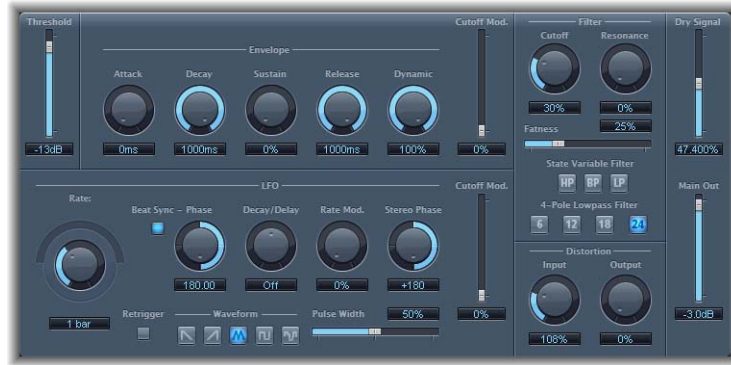 Threshold
-13dB
Envelope
Attack Decay Sustain Release Dynamic
0ms 1000ms 0% 1000ms 100%
Cutoff Mod.
0%
Filter
Cutoff Resonance
30% 0%
Fatness 25%
State Variable Filter
HP BP LP
4-Pole Lowpass Filter
6 12 18 24
Dry Signal
47.400%
LFO
Rate:
1 bar
Beat Sync – Phase Decay/Delay Rate Mod. Stereo Phase
180.00 Off 0% +180
Retrigger Waveform Pulse Width 50%
Cutoff Mod.
0%
Distortion
Input Output
108% 0%
Main Out
-3.0dB